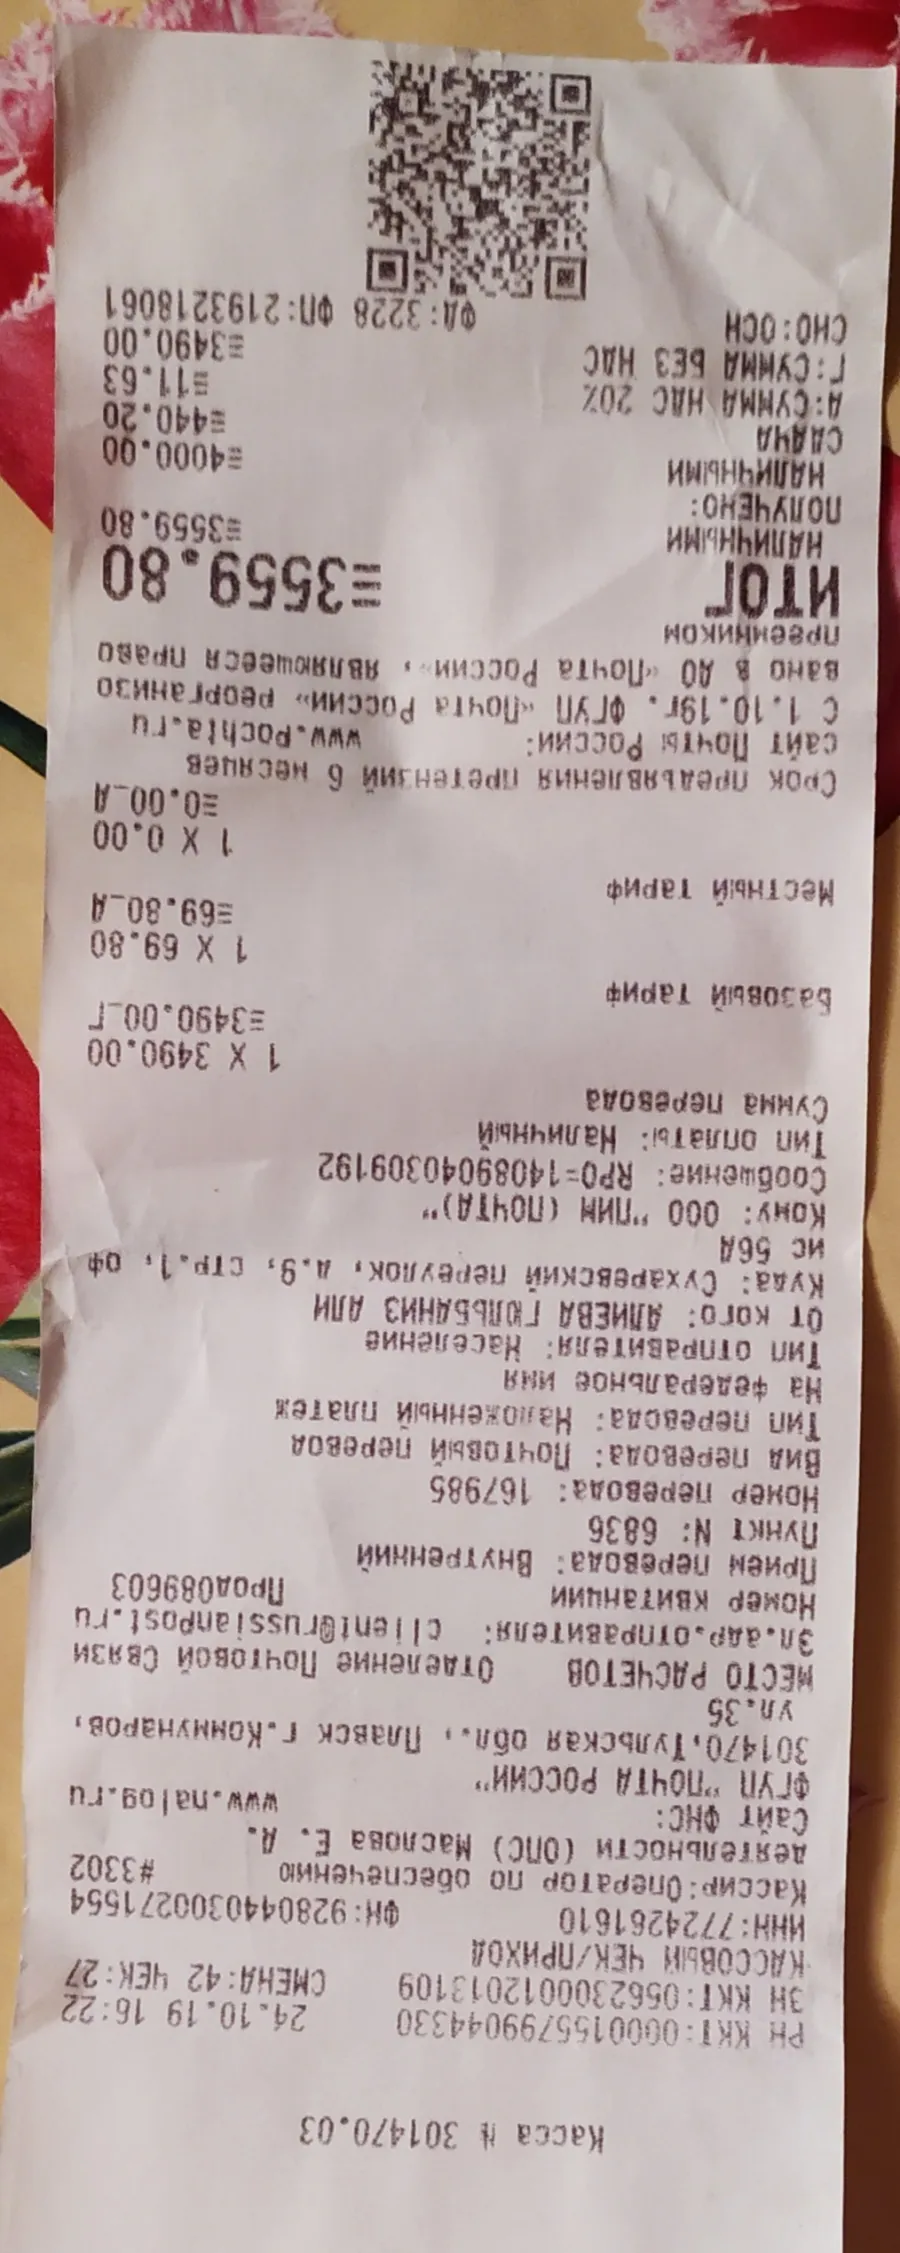 Касса N 301470.03
РН ККТ:0000155799044330 24.10.19 16:22
ЗН ККТ:0562300012013109 СМЕНА:42 ЧЕК:27
КАССОВЫЙ ЧЕК/ПРИХОД
ИНН:7724261610 ФН:9280440300271554
Кассир:Оператор по обеспечению #3302
деятельности (ОПС) Маслова Е. А.
Сайт ФНС: www.nalog.ru
ФГУП "ПОЧТА РОССИИ"
301470,Тульская обл., Плавск г.Коммунаров,
ул.35
МЕСТО РАСЧЕТОВ Отделение Почтовой Связи
Эл.адр.отправителя: client@russianpost.ru
Номер квитанции Прод089603
Прием перевода: Внутренний
Пункт N: 6836
Номер перевода: 167985
Вид перевода: Почтовый перевод
Тип перевода: Наложенный платеж
На федеральное имя
Тип отправителя: Население
От кого: АЛИЕВА ГЮЛЬБАНИЗ АЛИ
Куда: Сухаревский переулок, д.9, стр.1, оф
ис 56А
Кому: ООО "ПИМ (ПОЧТА)"
Сообщение: RPO=14089040309192
Тип оплаты: Наличный
Сумма перевода
1 X 3490.00
≡3490.00_Г
Базовый тариф
1 X 69.80
≡69.80_А
Местный тариф
1 X 0.00
≡0.00_А
Срок предъявления претензий 6 месяцев
сайт Почты России: www.Pochta.ru
С 1.10.19г. ФГУП «Почта России» реорганизо
вано в АО «Почта России», являющееся право
преемником
ИТОГ ≡3559.80
НАЛИЧНЫМИ ≡3559.80
ПОЛУЧЕНО:
НАЛИЧНЫМИ ≡4000.00
СДАЧА ≡440.20
А:СУММА НДС 20% ≡11.63
Г:СУММА БЕЗ НДС ≡3490.00
СНО:ОСН ФД:3228 ФП:2193218061